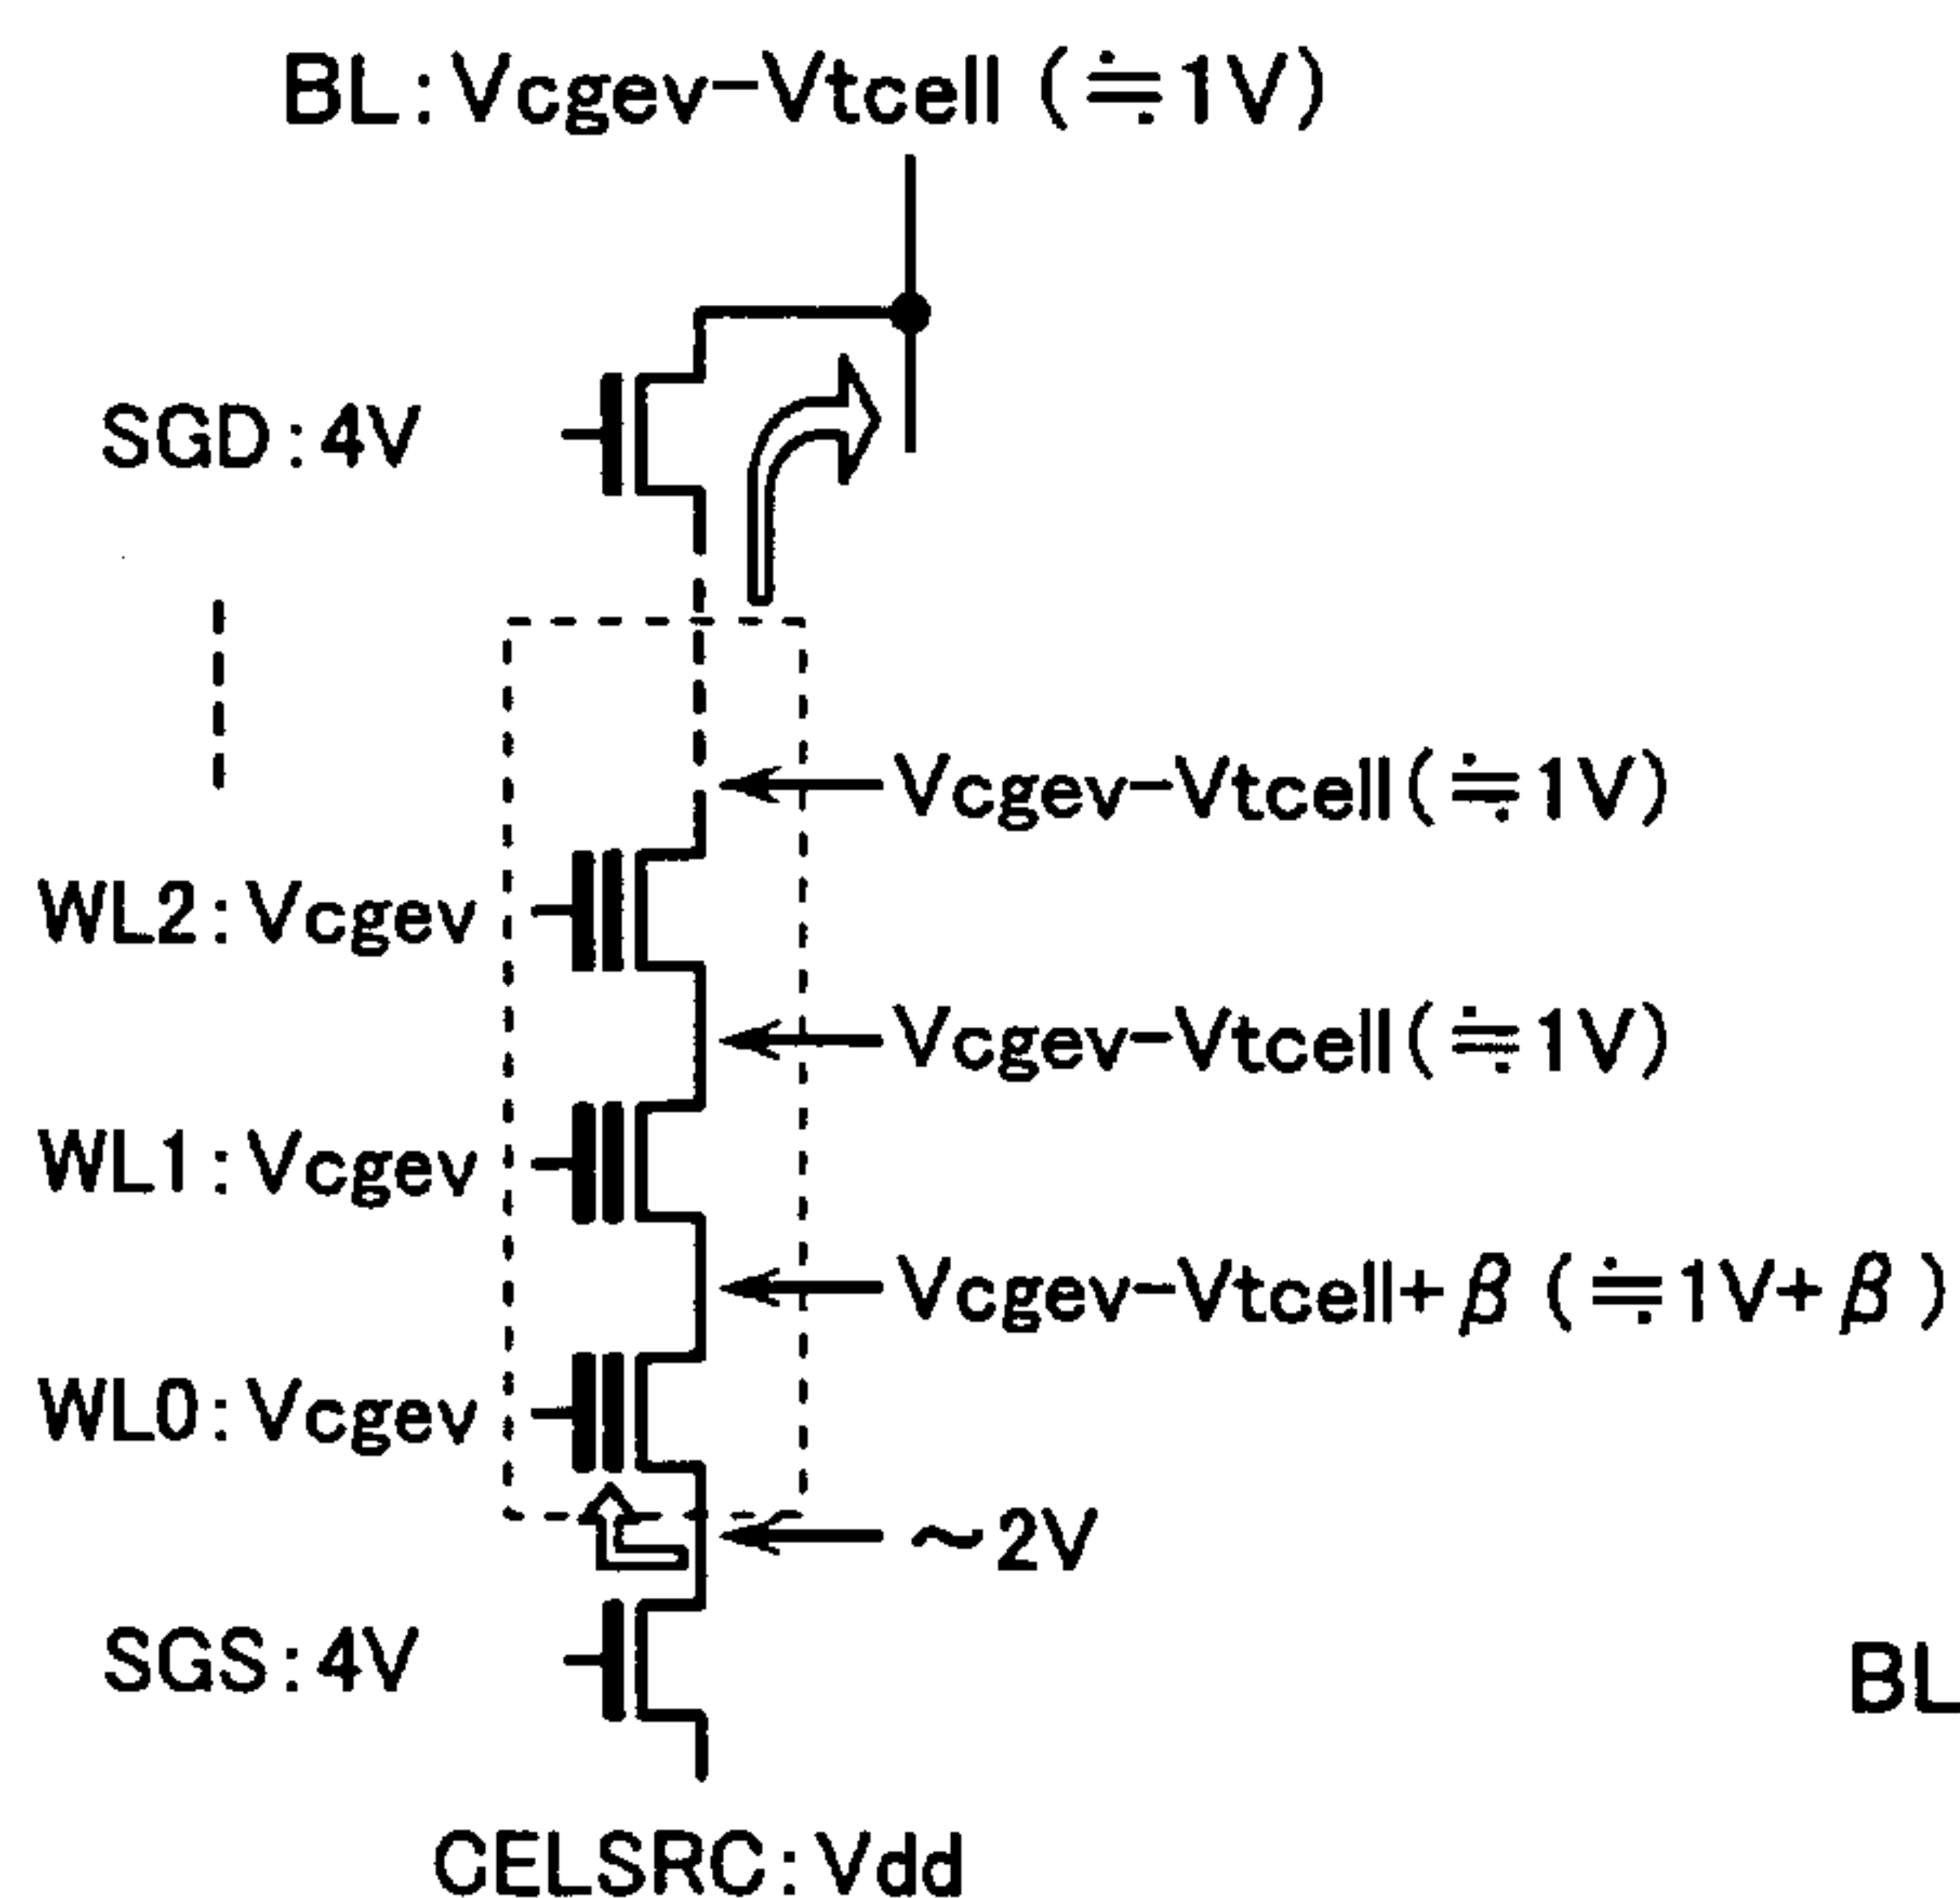 BL:Vcgev-Vtcell(≒1V)
SGD:4V
Vcgev-Vtcell(≒1V)
WL2:Vcgev
Vcgev-Vtcell(≒1V)
WL1:Vcgev
Vcgev-Vtcell+β(≒1V+β)
WL0:Vcgev
~2V
SGS:4V
BL
CELSRC:Vdd